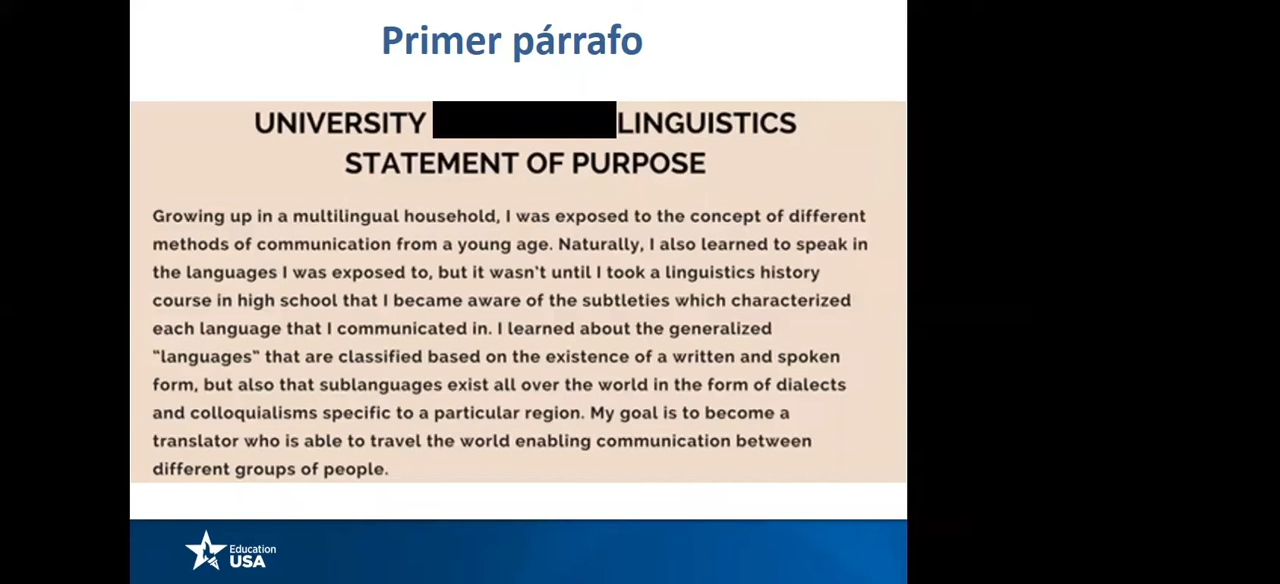 Primer párrafo
UNIVERSITY LINGUISTICS
STATEMENT OF PURPOSE
Growing up in a multilingual household, I was exposed to the concept of different
methods of communication from a young age. Naturally, I also learned to speak in
the languages I was exposed to, but it wasn't until I took a linguistics history
course in high school that I became aware of the subtleties which characterized
each language that I communicated in. I learned about the generalized
"languages" that are classified based on the existence of a written and spoken
form, but also that sublanguages exist all over the world in the form of dialects
and colloquialisms specific to a particular region. My goal is to become a
translator who is able to travel the world enabling communication between
different groups of people.
Education
USA